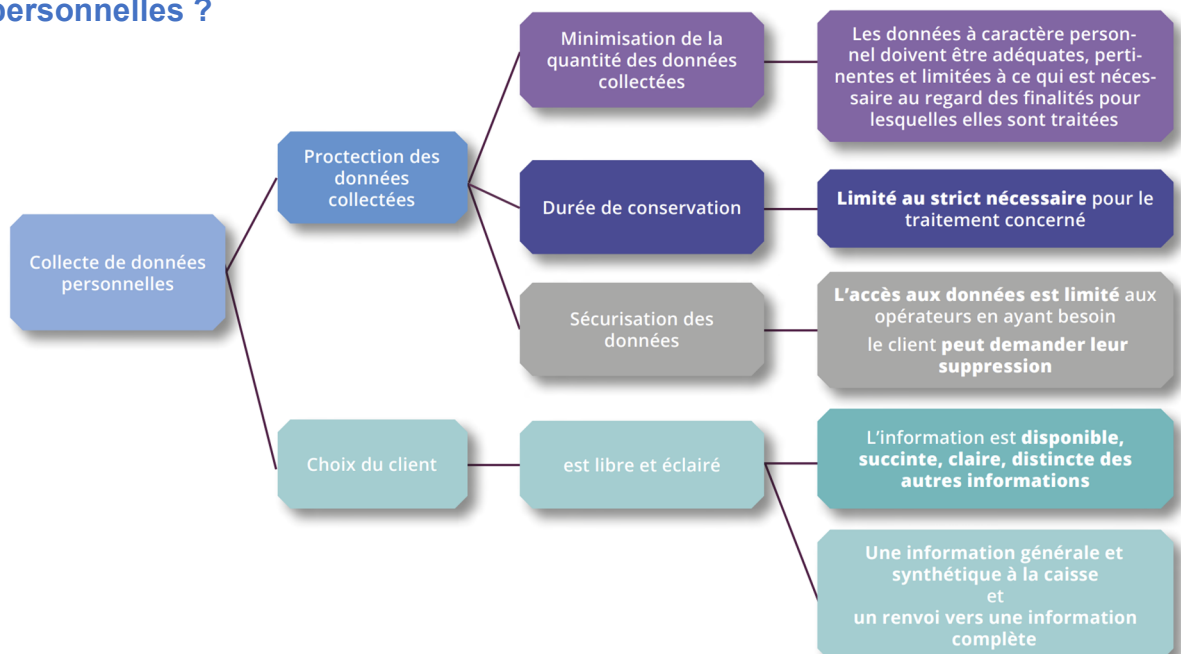 personnelles ?
Minimisation de la
quantité des données
collectées
Les données à caractère person-
nel doivent être adéquates, perti-
nentes et limitées à ce qui est néces-
saire au regard des finalités pour
lesquelles elles sont traitées
Proctection des
données
collectées
Durée de conservation
Limité au strict nécessaire pour le
traitement concerné
Collecte de données
personnelles
Sécurisation des
données
L'accès aux données est limité aux
opérateurs en ayant besoin
le client peut demander leur
suppression
Choix du client
est libre et éclairé
L'information est disponible,
succinte, claire, distincte des
autres informations
Une information générale et
synthétique à la caisse
et
un renvoi vers une information
complète